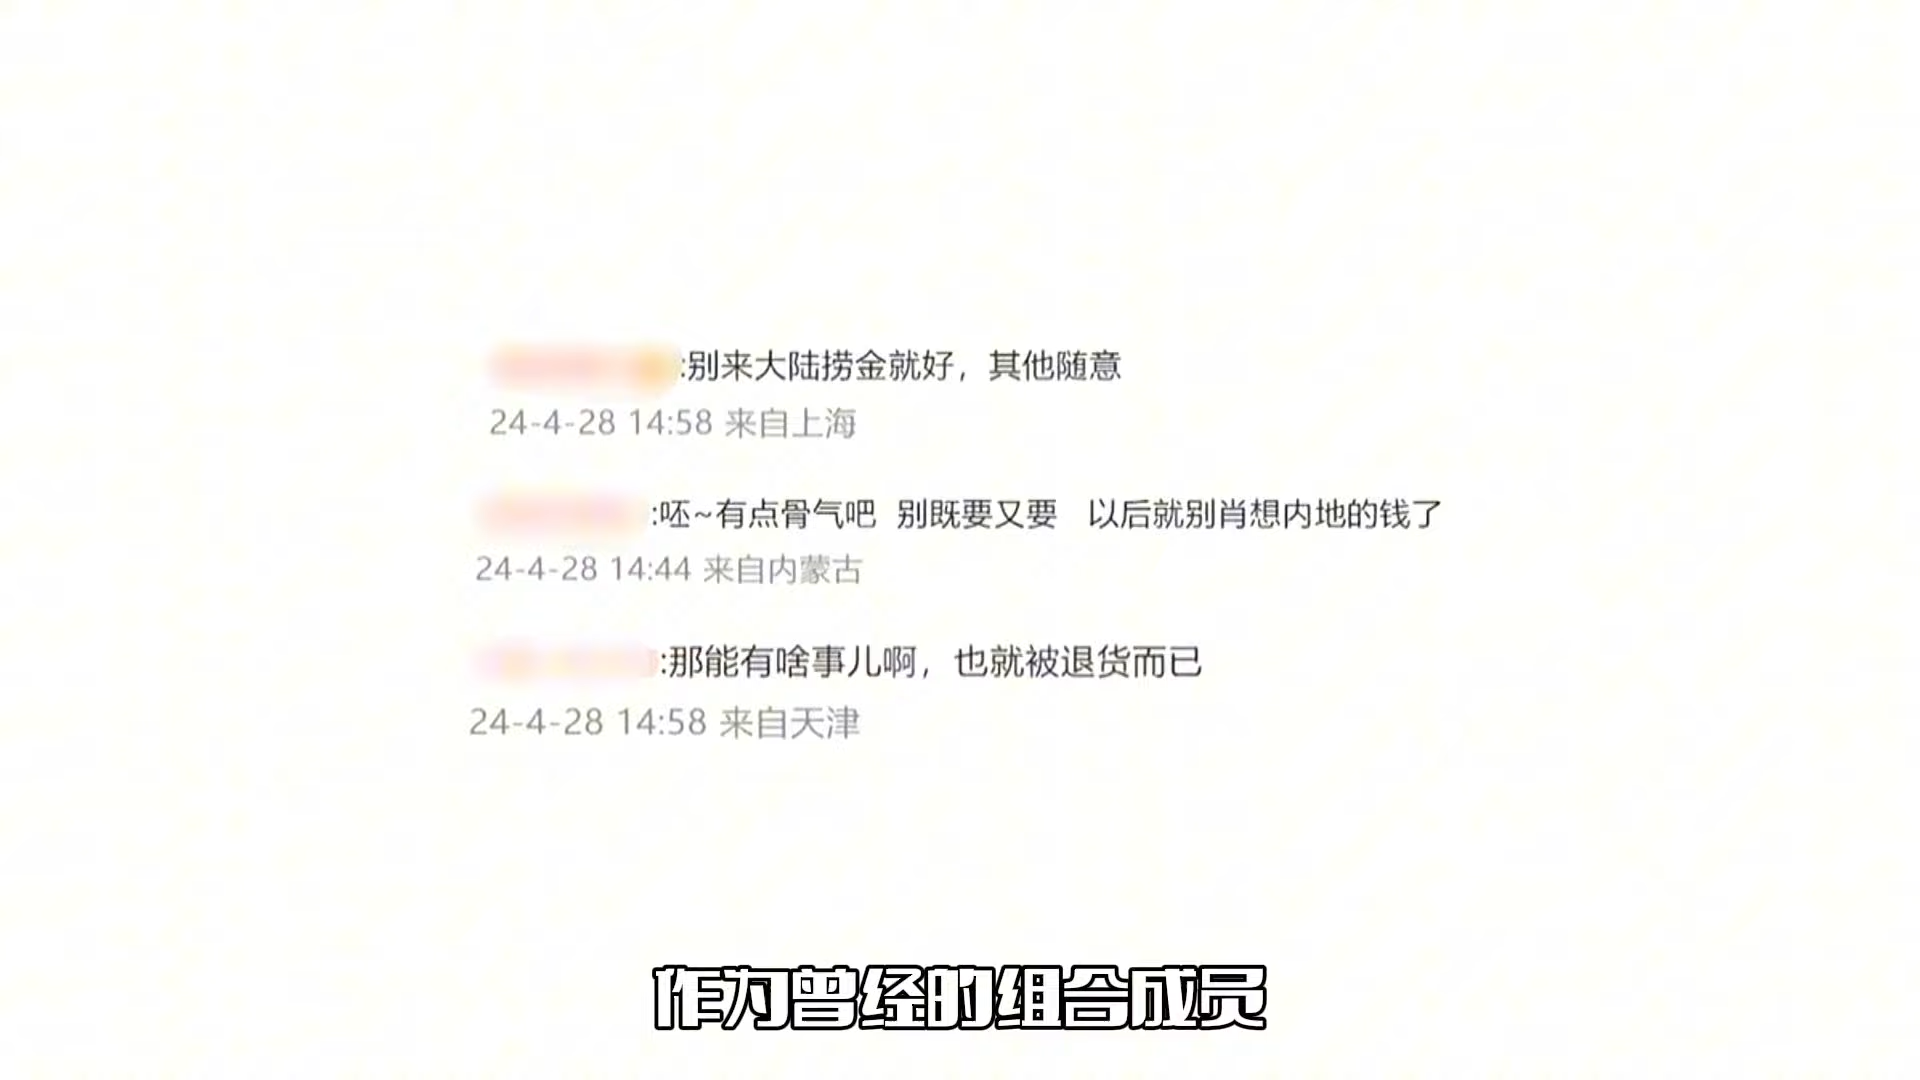 :别来大陆捞金就好，其他随意
24-4-28 14:58 来自上海
:呸~有点骨气吧 别既要又要 以后就别肖想内地的钱了
24-4-28 14:44 来自内蒙古
:那能有啥事儿啊，也就被退货而已
24-4-28 14:58 来自天津
作为曾经的组合成员